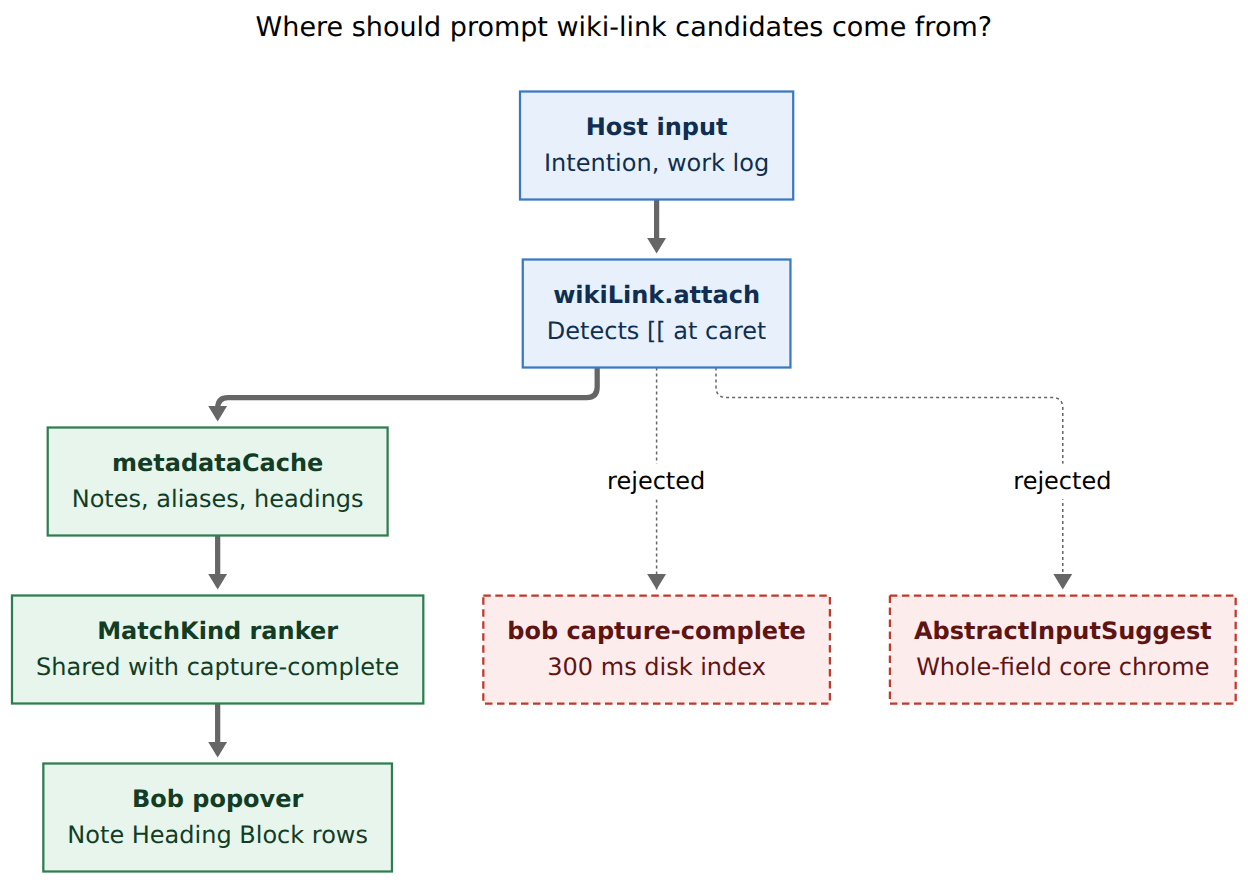 Where should prompt wiki-link candidates come from?
Host input
Intention, work log
wikiLink.attach
Detects [[ at caret
metadataCache
Notes, aliases, headings
rejected
rejected
MatchKind ranker
Shared with capture-complete
bob capture-complete
300 ms disk index
AbstractInputSuggest
Whole-field core chrome
Bob popover
Note Heading Block rows